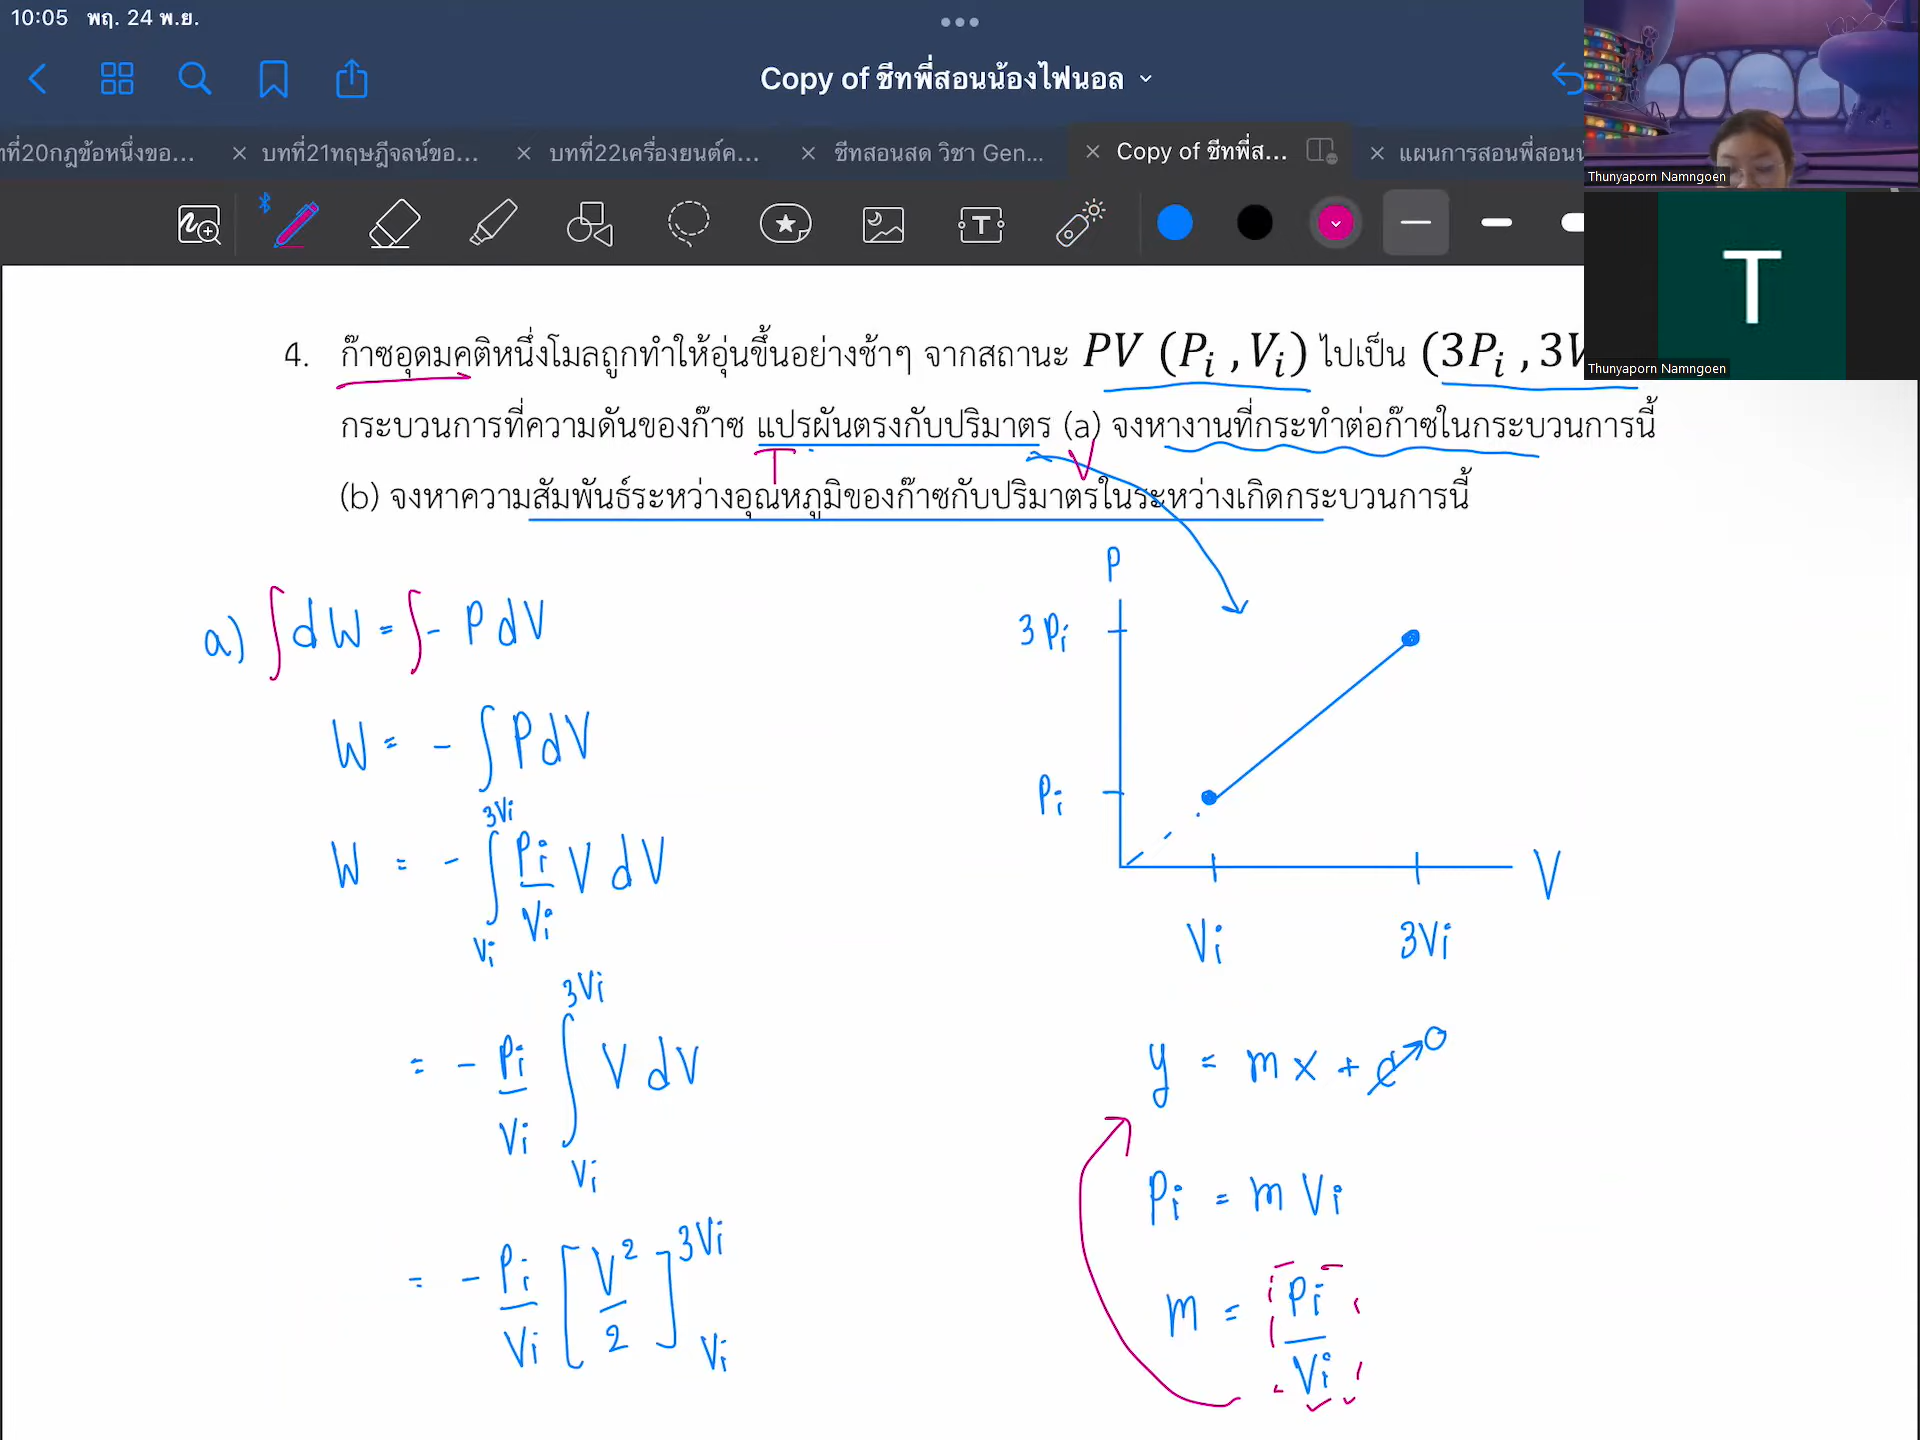 10:05 พฤ. 24 พ.ย.
Copy of ชีทพี่สอนน้องไฟนอล
ทที่20กฎข้อหนึ่งขอ...
บทที่21ทฤษฎีจลน์ขอ...
บทที่22เครื่องยนต์ค...
ชีทสอนสด วิชา Gen...
Copy of ชีทพี่ส...
แผนการสอนพี่สอน
Thunyaporn Namngoen
T
Thunyaporn Namngoen
4. ก๊าซอุดมคติหนึ่งโมลถูกทำให้อุ่นขึ้นอย่างช้าๆ จากสถานะ PV (Pi ,Vi) ไปเป็น (3Pi ,3V
กระบวนการที่ความดันของก๊าซ แปรผันตรงกับปริมาตร (a) จงหางานที่กระทำต่อก๊าซในกระบวนการนี้
T V
(b) จงหาความสัมพันธ์ระหว่างอุณหภูมิของก๊าซกับปริมาตรในระหว่างเกิดกระบวนการนี้
a) ∫dW = ∫- PdV
W = - ∫PdV
W = - ∫ Vi 3Vi Pi/Vi V dV
= - Pi/Vi ∫ Vi 3Vi V dV
= - Pi/Vi [V²/2] 3Vi Vi
P
3Pi
Pi
V
Vi 3Vi
y = mx + c 0
Pi = m Vi
m = Pi/Vi